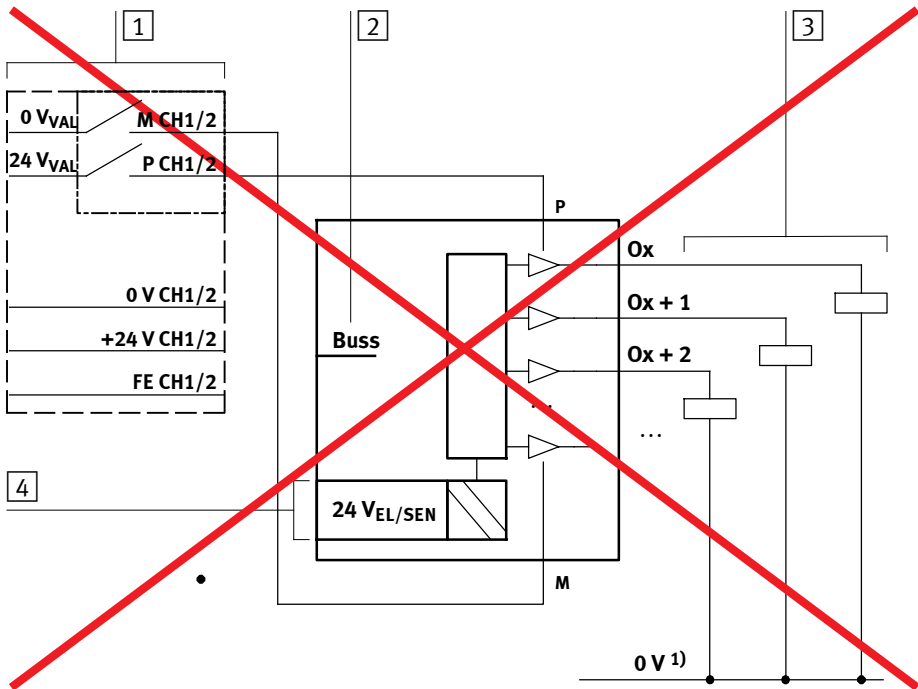 1
2
3
0 VVAL
M CH1/2
24 VVAL
P CH1/2
P
Ox
0 V CH1/2
Ox + 1
+24 V CH1/2
Buss
Ox + 2
FE CH1/2
...
...
4
24 VEL/SEN
M
0 V 1)